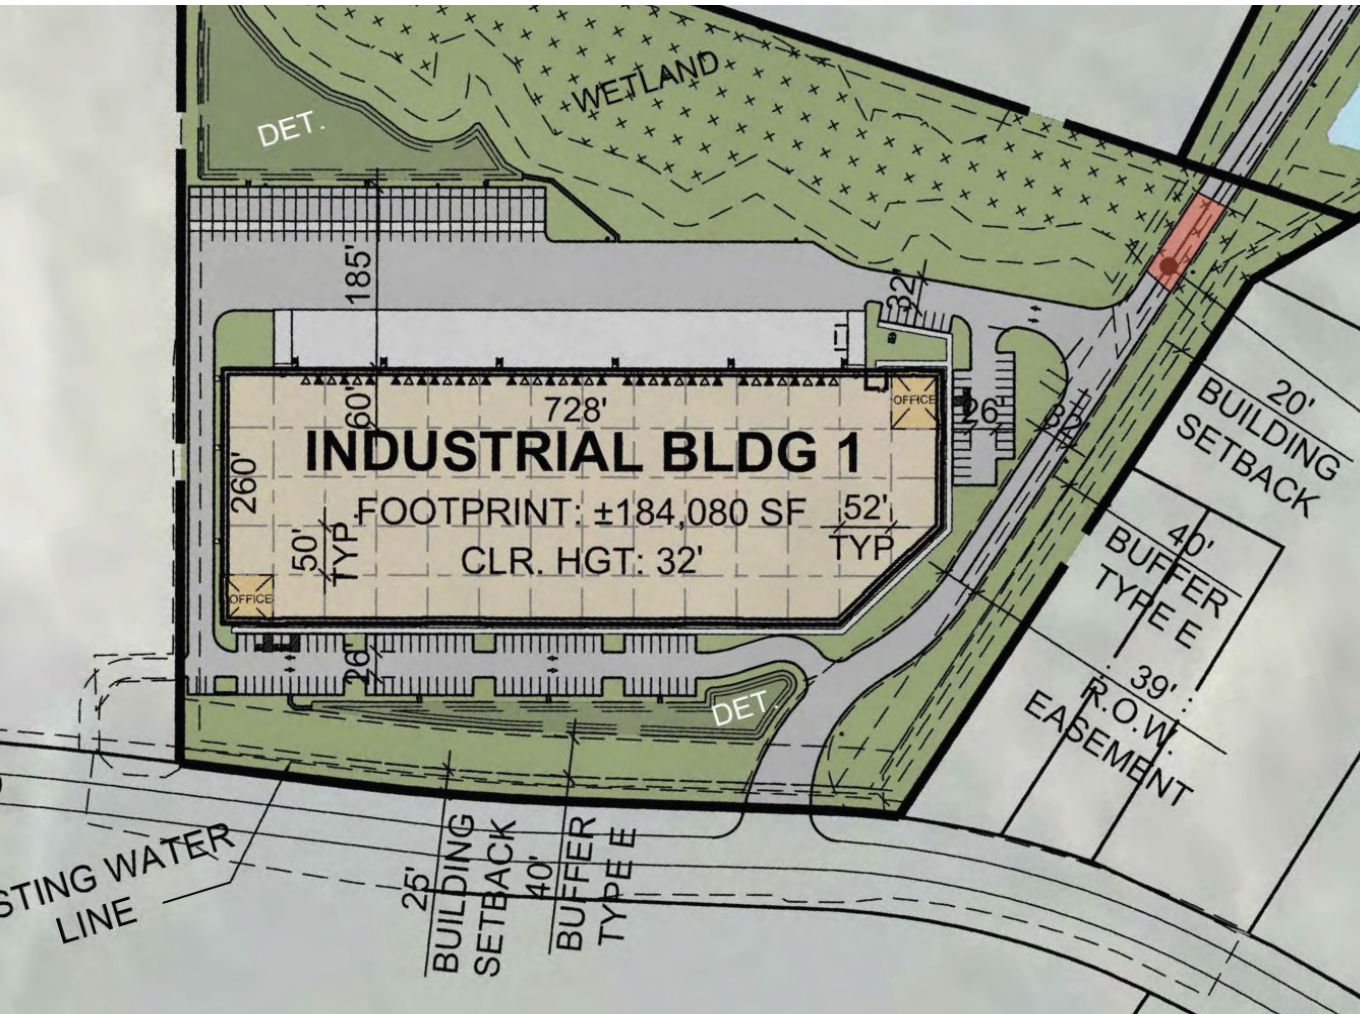 WETLAND
DET.
185'
32'
60'
728'
OFFICE
26'
32'
INDUSTRIAL BLDG 1
260'
FOOTPRINT: ±184,080 SF
52'
TYP
50'
TYP.
CLR. HGT: 32'
OFFICE
26'
DET.
20'
BUILDING
SETBACK
40'
BUFFER
TYPE E
39'
R.O.W.
EASEMENT
25'
BUILDING
SETBACK
40'
BUFFER
TYPE E
STING WATER
LINE